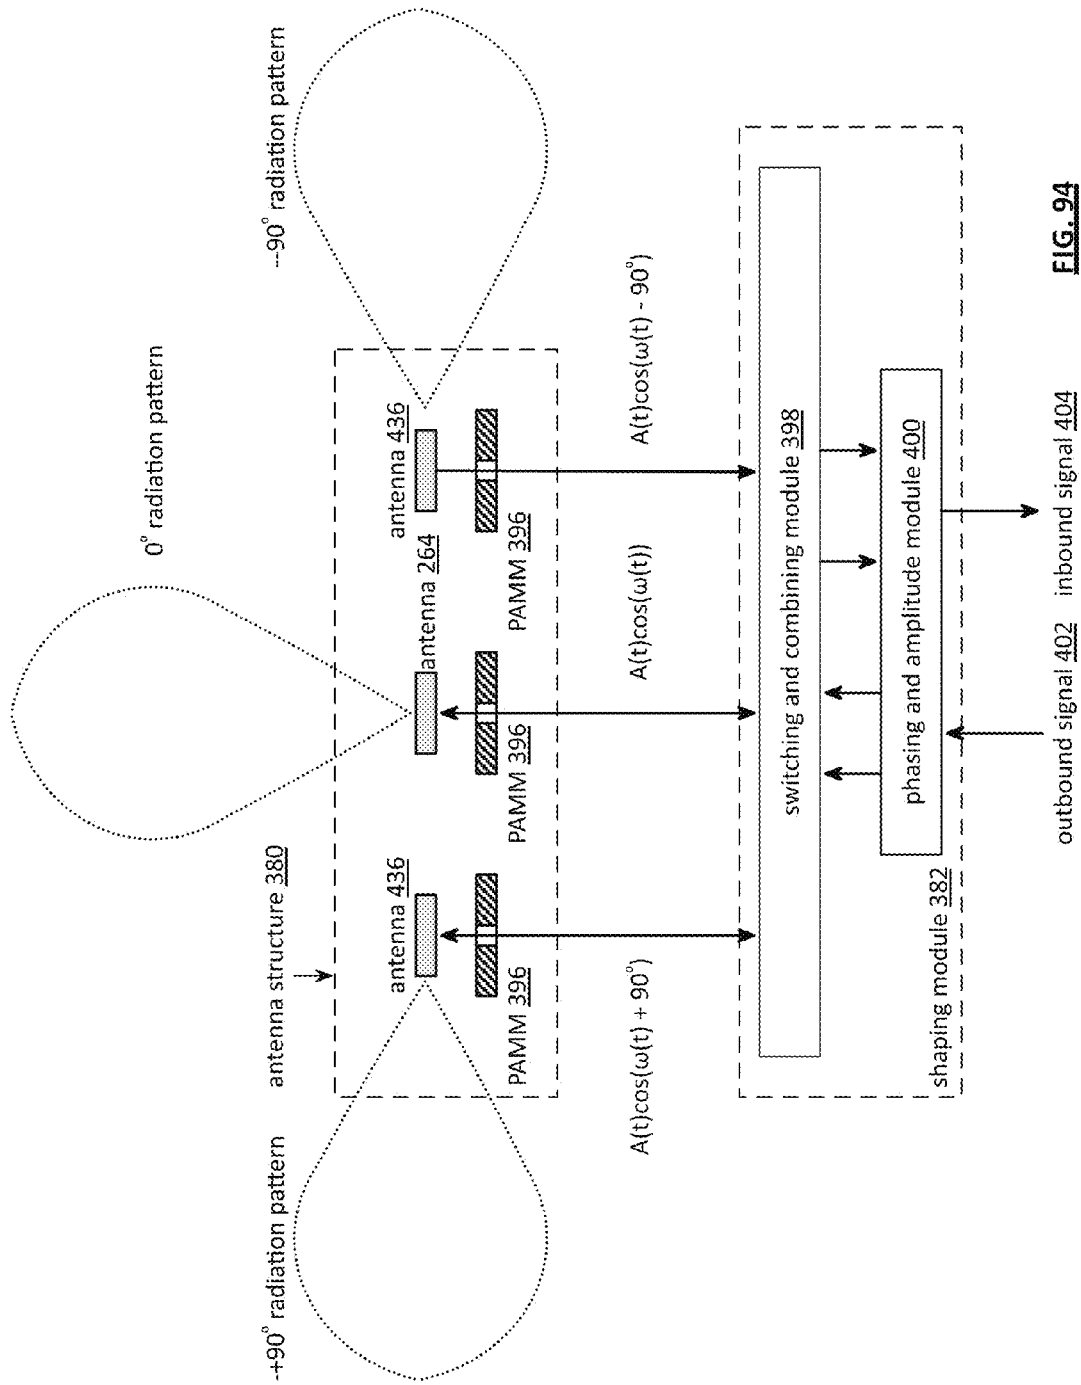 0° radiation pattern
-+90° radiation pattern
--90° radiation pattern
antenna structure 380
antenna 436
antenna 264
antenna 436
PAMM 396
PAMM 396
PAMM 396
A(t)cos(ω(t) + 90°)
A(t)cos(ω(t))
A(t)cos(ω(t) - 90°)
switching and combining module 398
phasing and amplitude module 400
shaping module 382
outbound signal 402
inbound signal 404
FIG. 94